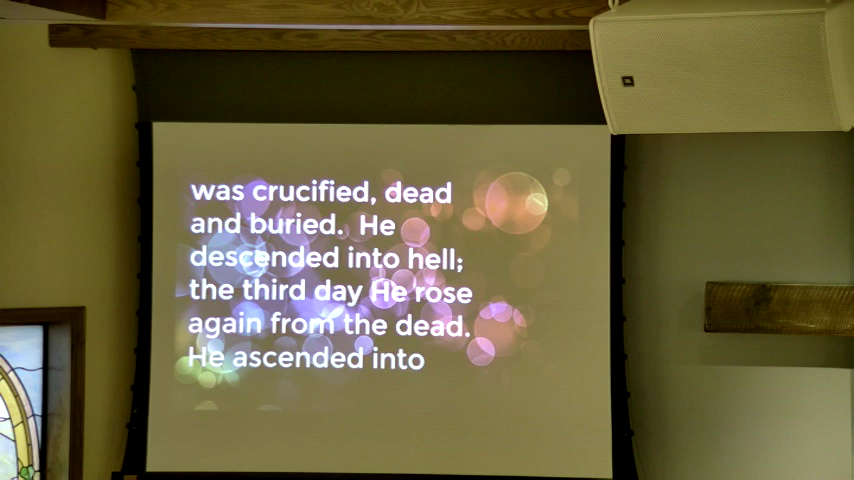 was crucified, dead
and buried.  He
descended into hell;
the third day He rose
again from the dead.
He ascended into